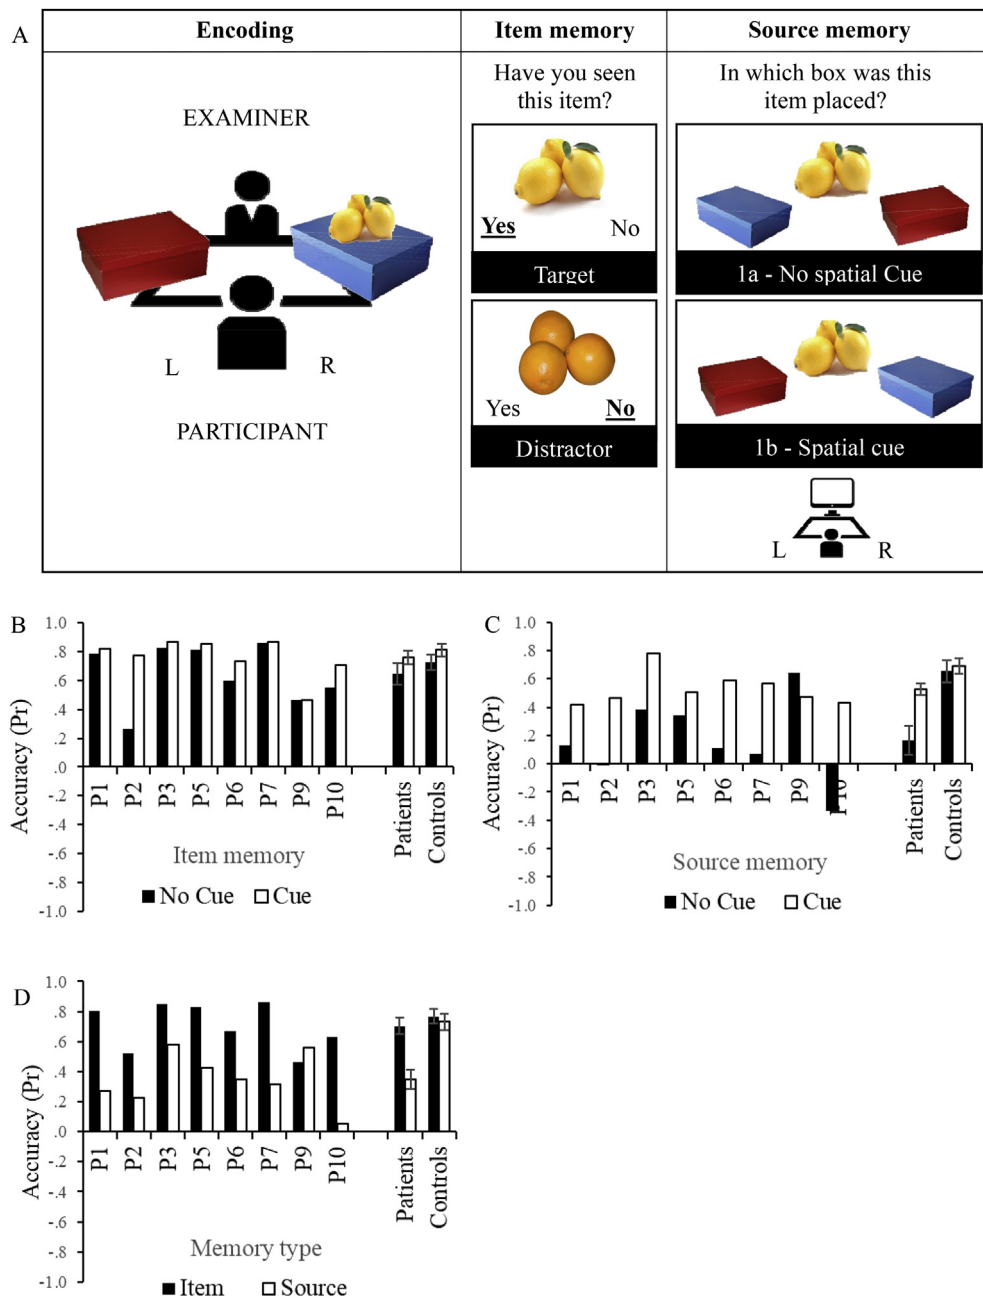 A
Encoding
Item memory
Source memory
EXAMINER
L
R
PARTICIPANT
Have you seen
this item?
Yes
No
Target
Yes
No
Distractor
In which box was this
item placed?
1a - No spatial Cue
1b - Spatial cue
L
R
B
Accuracy (Pr)
1.0
.8
.6
.4
.2
.0
-.2
-.4
-.6
-.8
-1.0
P1
P2
P3
P5
P6
P7
P9
P10
Patients
Controls
Item memory
No Cue
Cue
C
Accuracy (Pr)
1.0
.8
.6
.4
.2
.0
-.2
-.4
-.6
-.8
-1.0
P1
P2
P3
P5
P6
P7
P9
P10
Patients
Controls
Source memory
No Cue
Cue
D
Accuracy (Pr)
1.0
.8
.6
.4
.2
.0
-.2
-.4
-.6
-.8
-1.0
P1
P2
P3
P5
P6
P7
P9
P10
Patients
Controls
Memory type
Item
Source